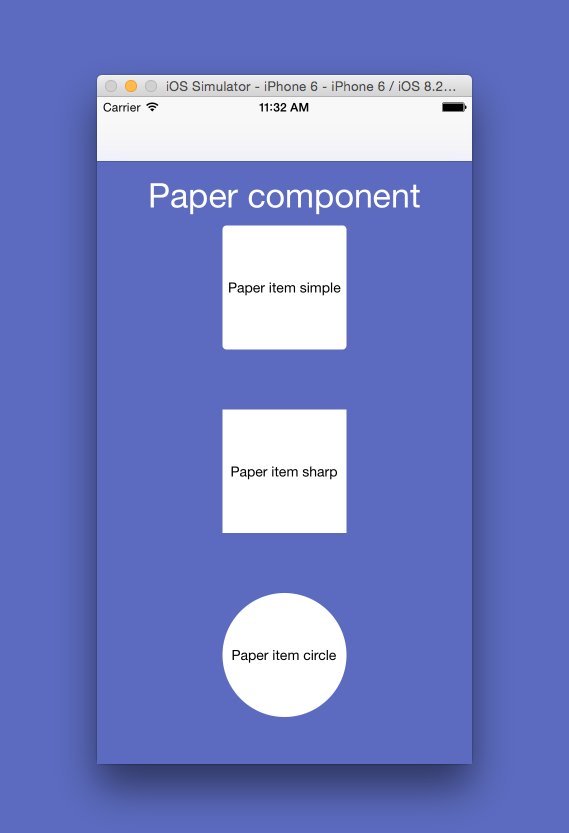 iOS Simulator - iPhone 6 - iPhone 6 / iOS 8.2...
Carrier 11:32 AM
Paper component
Paper item simple
Paper item sharp
Paper item circle